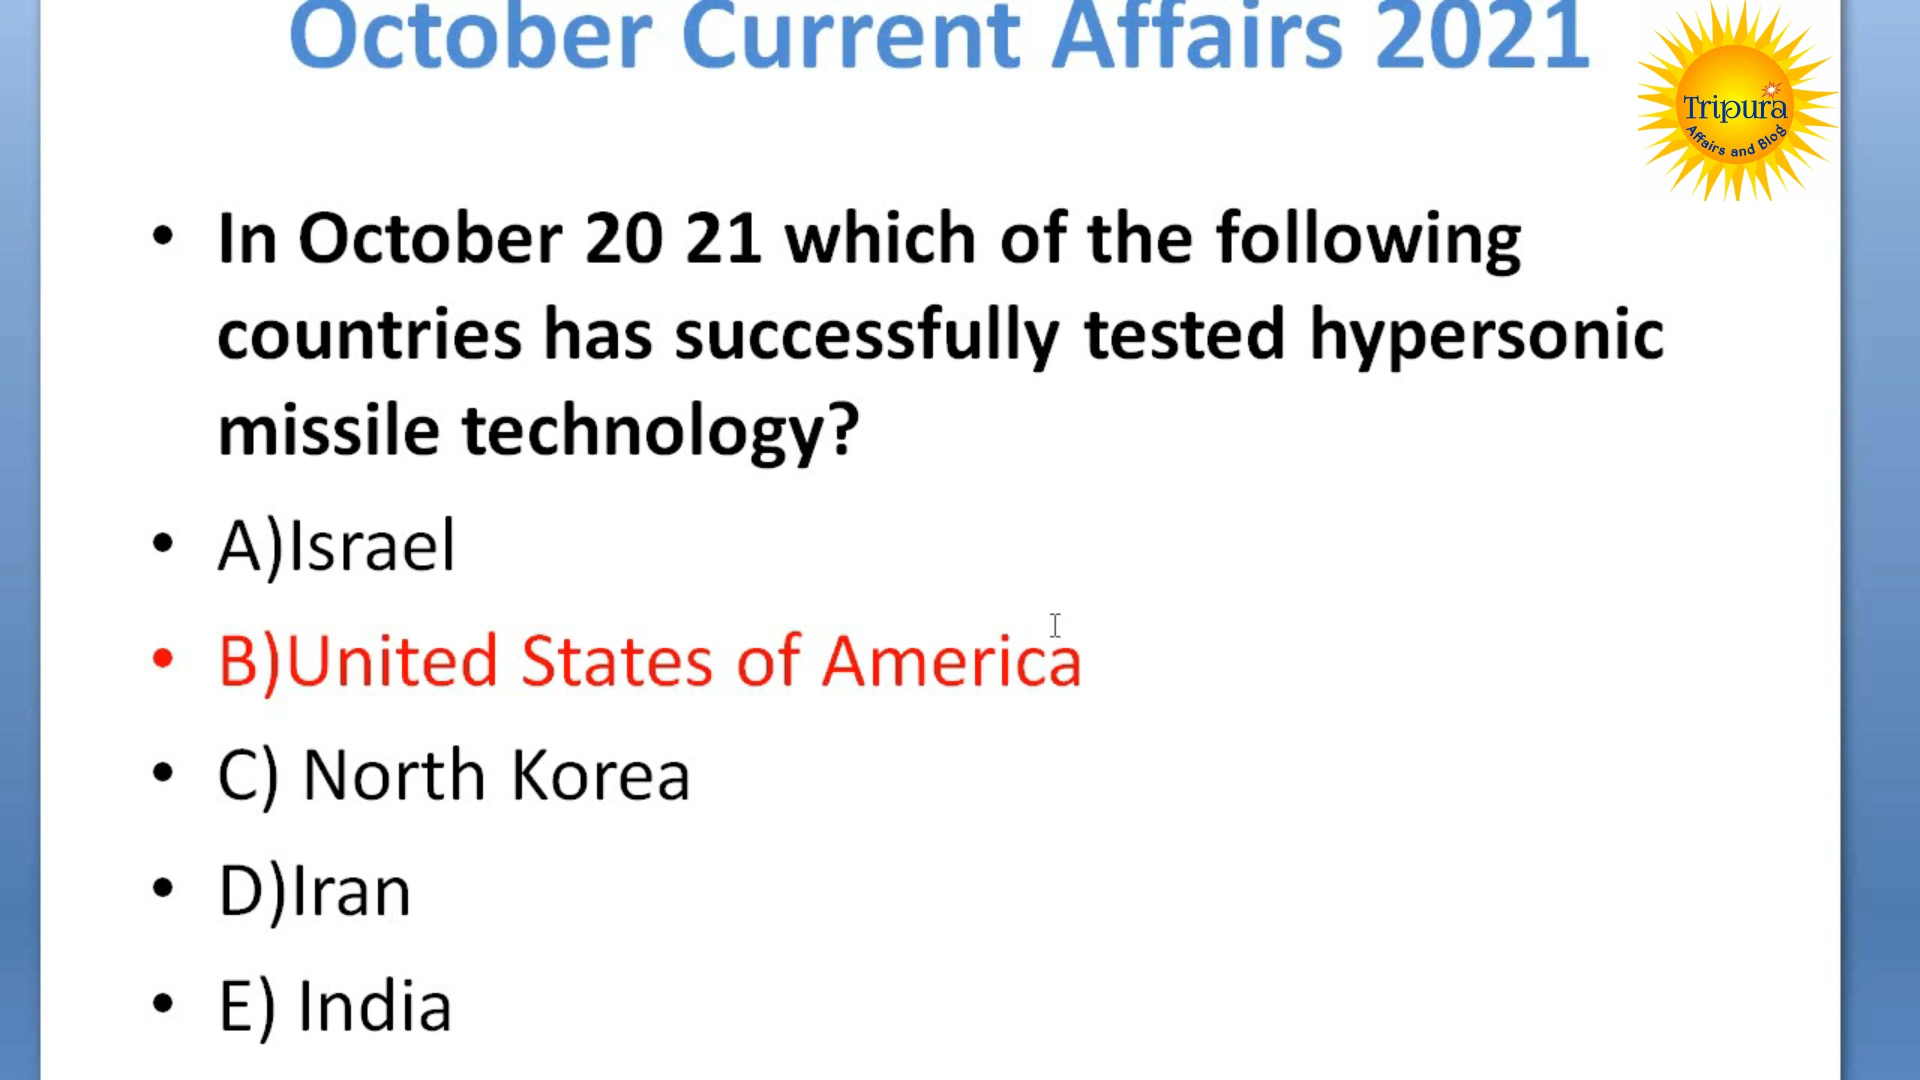 October Current Affairs 2021
Tripura
Affairs and Blog
• In October 20 21 which of the following
countries has successfully tested hypersonic
missile technology?
• A)Israel
• B)United States of America
• C) North Korea
• D)Iran
• E) India